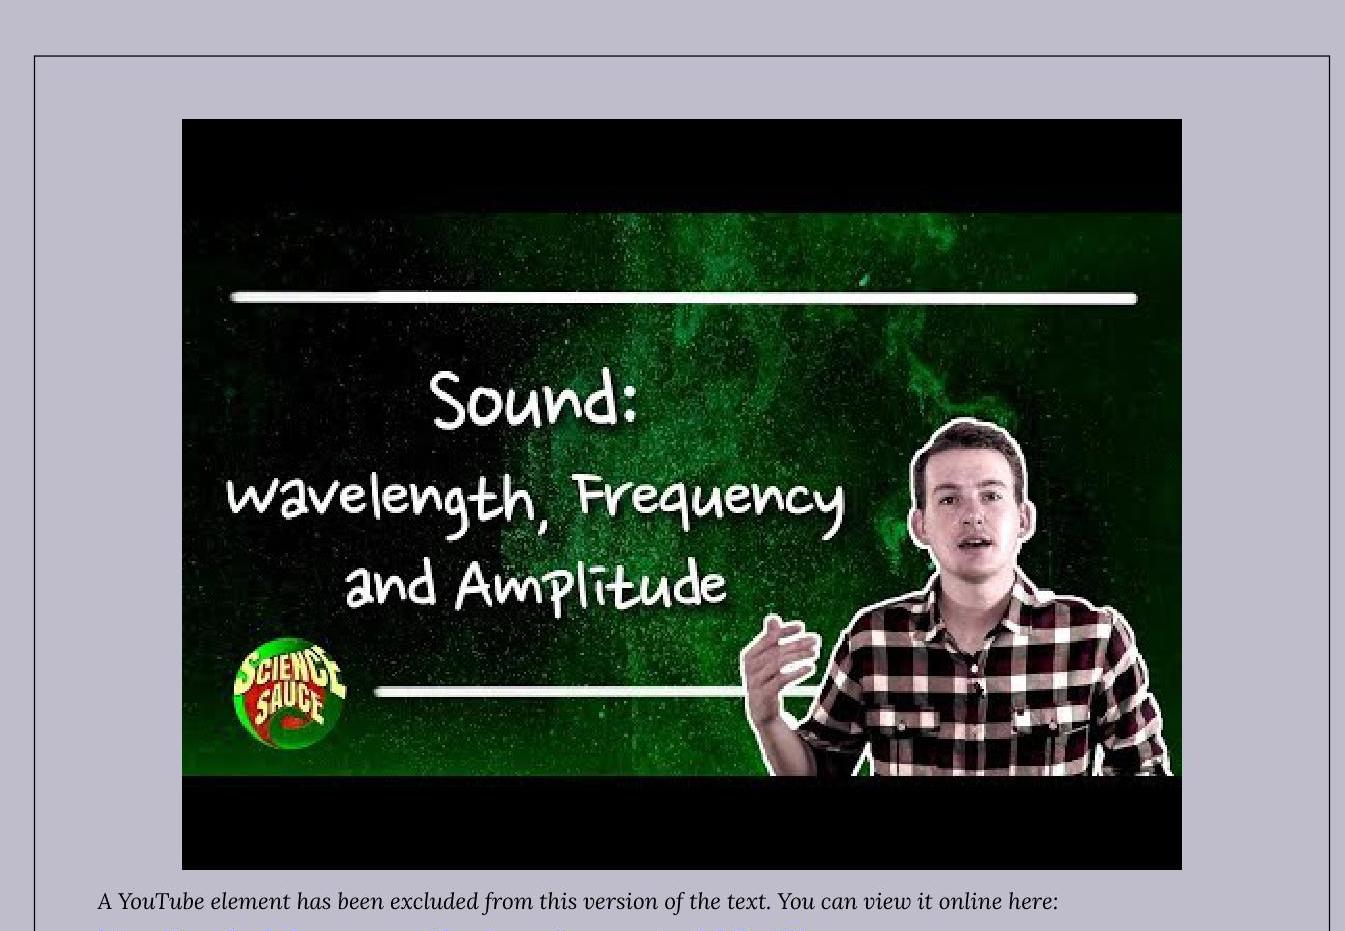 Sound:
Wavelength, Frequency
and Amplitude
SCIENCE
SAUCE
A YouTube element has been excluded from this version of the text. You can view it online here: